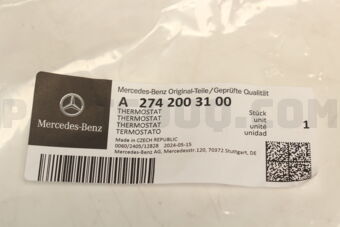 Mercedes-Benz Original-Teile/Geprüfte Qualität
A 274 200 31 00
THERMOSTAT Stück
THERMOSTAT unit
THERMOSTAT unité 1
TERMOSTATO unidad
Made in CZECH REPUBLIC
0060/2405/12828 2024-05-15
Mercedes-Benz AG, Mercedesstr.120, 70372 Stuttgart, DE
Mercedes-Benz